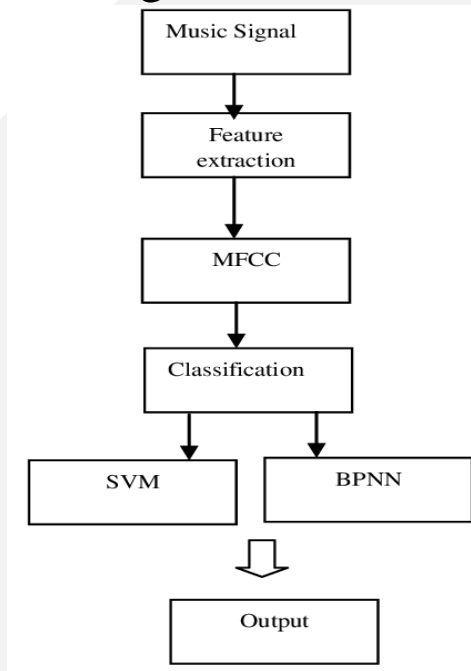 Music Signal
Feature
extraction
MFCC
Classification
SVM
BPNN
Output